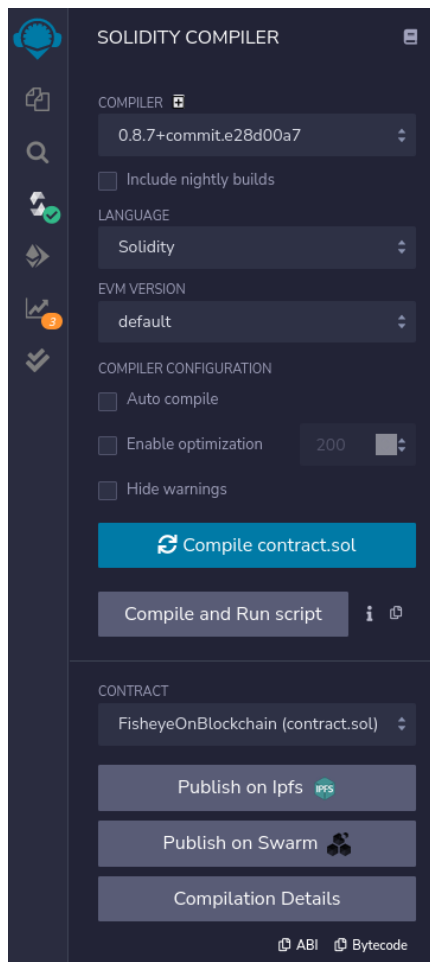 SOLIDITY COMPILER
COMPILER
0.8.7+commit.e28d00a7
Include nightly builds
LANGUAGE
Solidity
EVM VERSION
default
COMPILER CONFIGURATION
Auto compile
Enable optimization 200
Hide warnings
3
Compile contract.sol
Compile and Run script
CONTRACT
FisheyeOnBlockchain (contract.sol)
Publish on Ipfs IPFS
Publish on Swarm
Compilation Details
ABI Bytecode